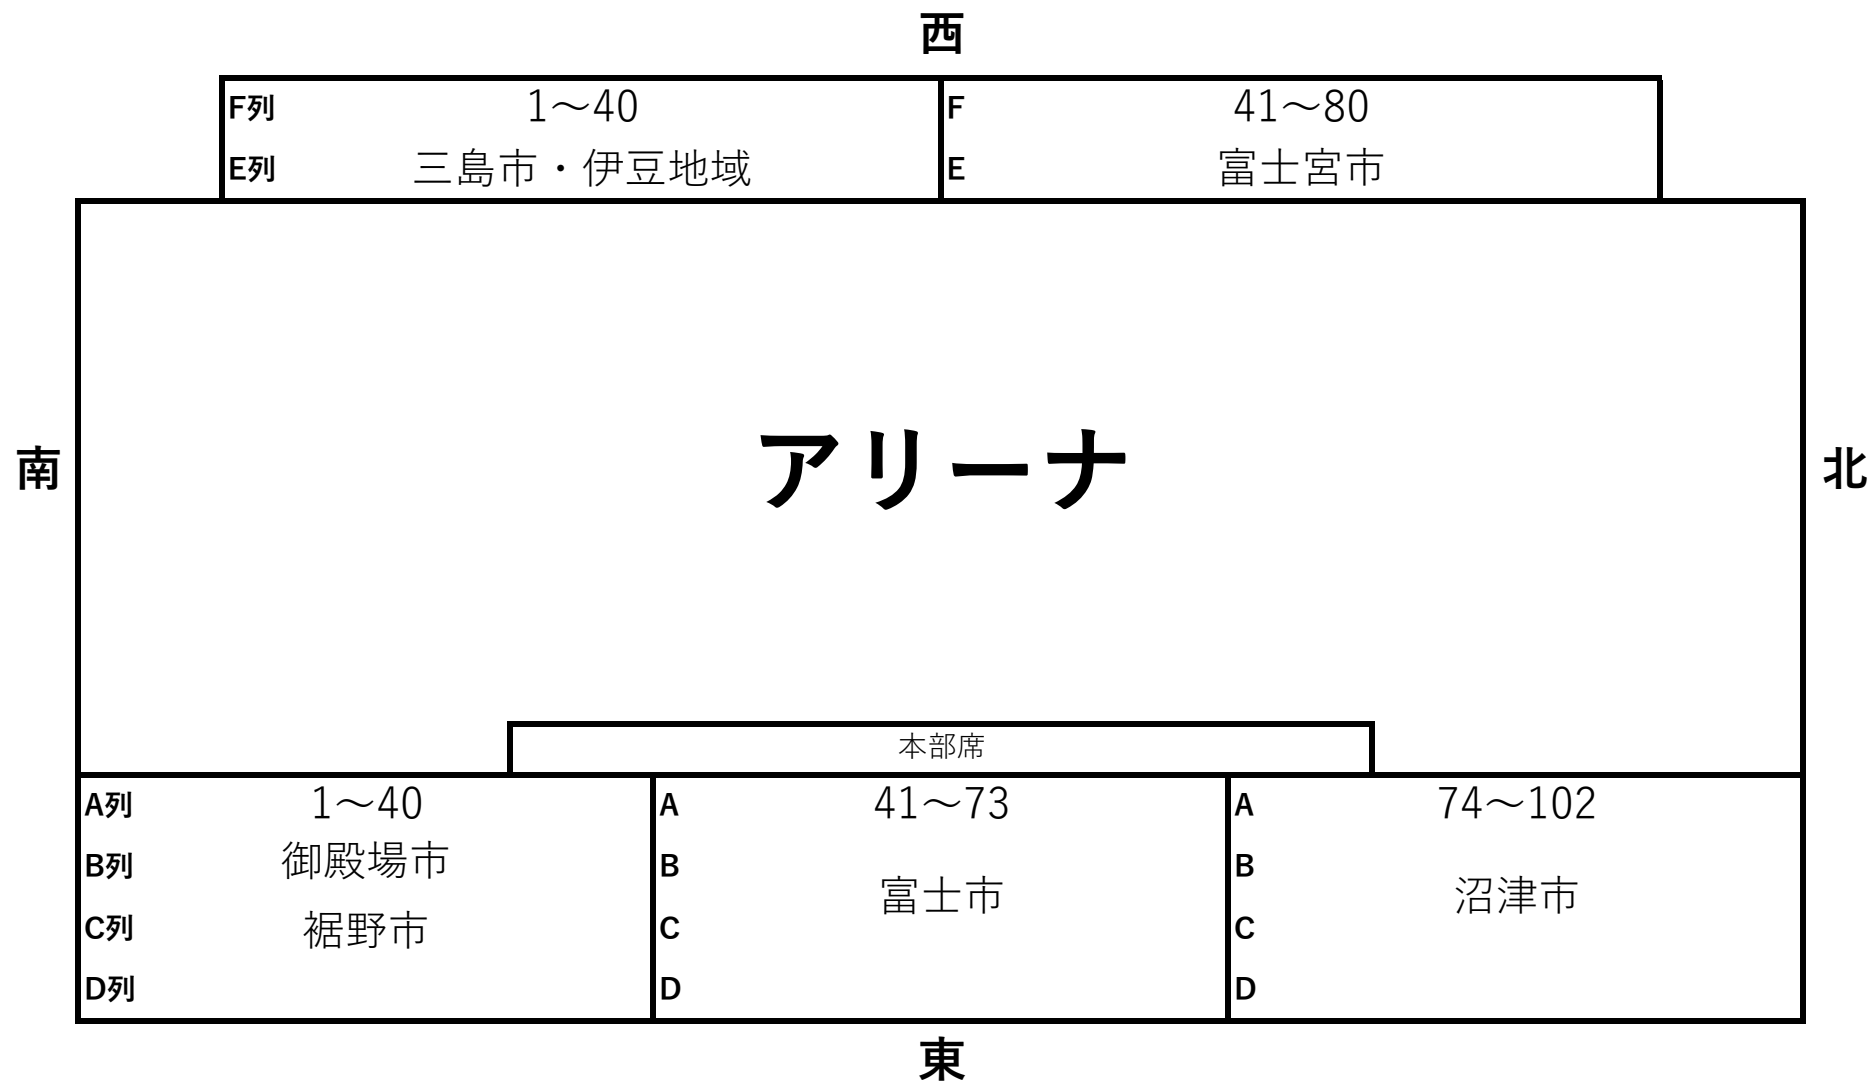 西
F列 1～40
E列 三島市・伊豆地域
F 41～80
E 富士宮市
南
アリーナ
北
本部席
A列 1～40
B列 御殿場市
C列 裾野市
D列
A 41～73
B
富士市
C
D
A 74～102
B
沼津市
C
D
東